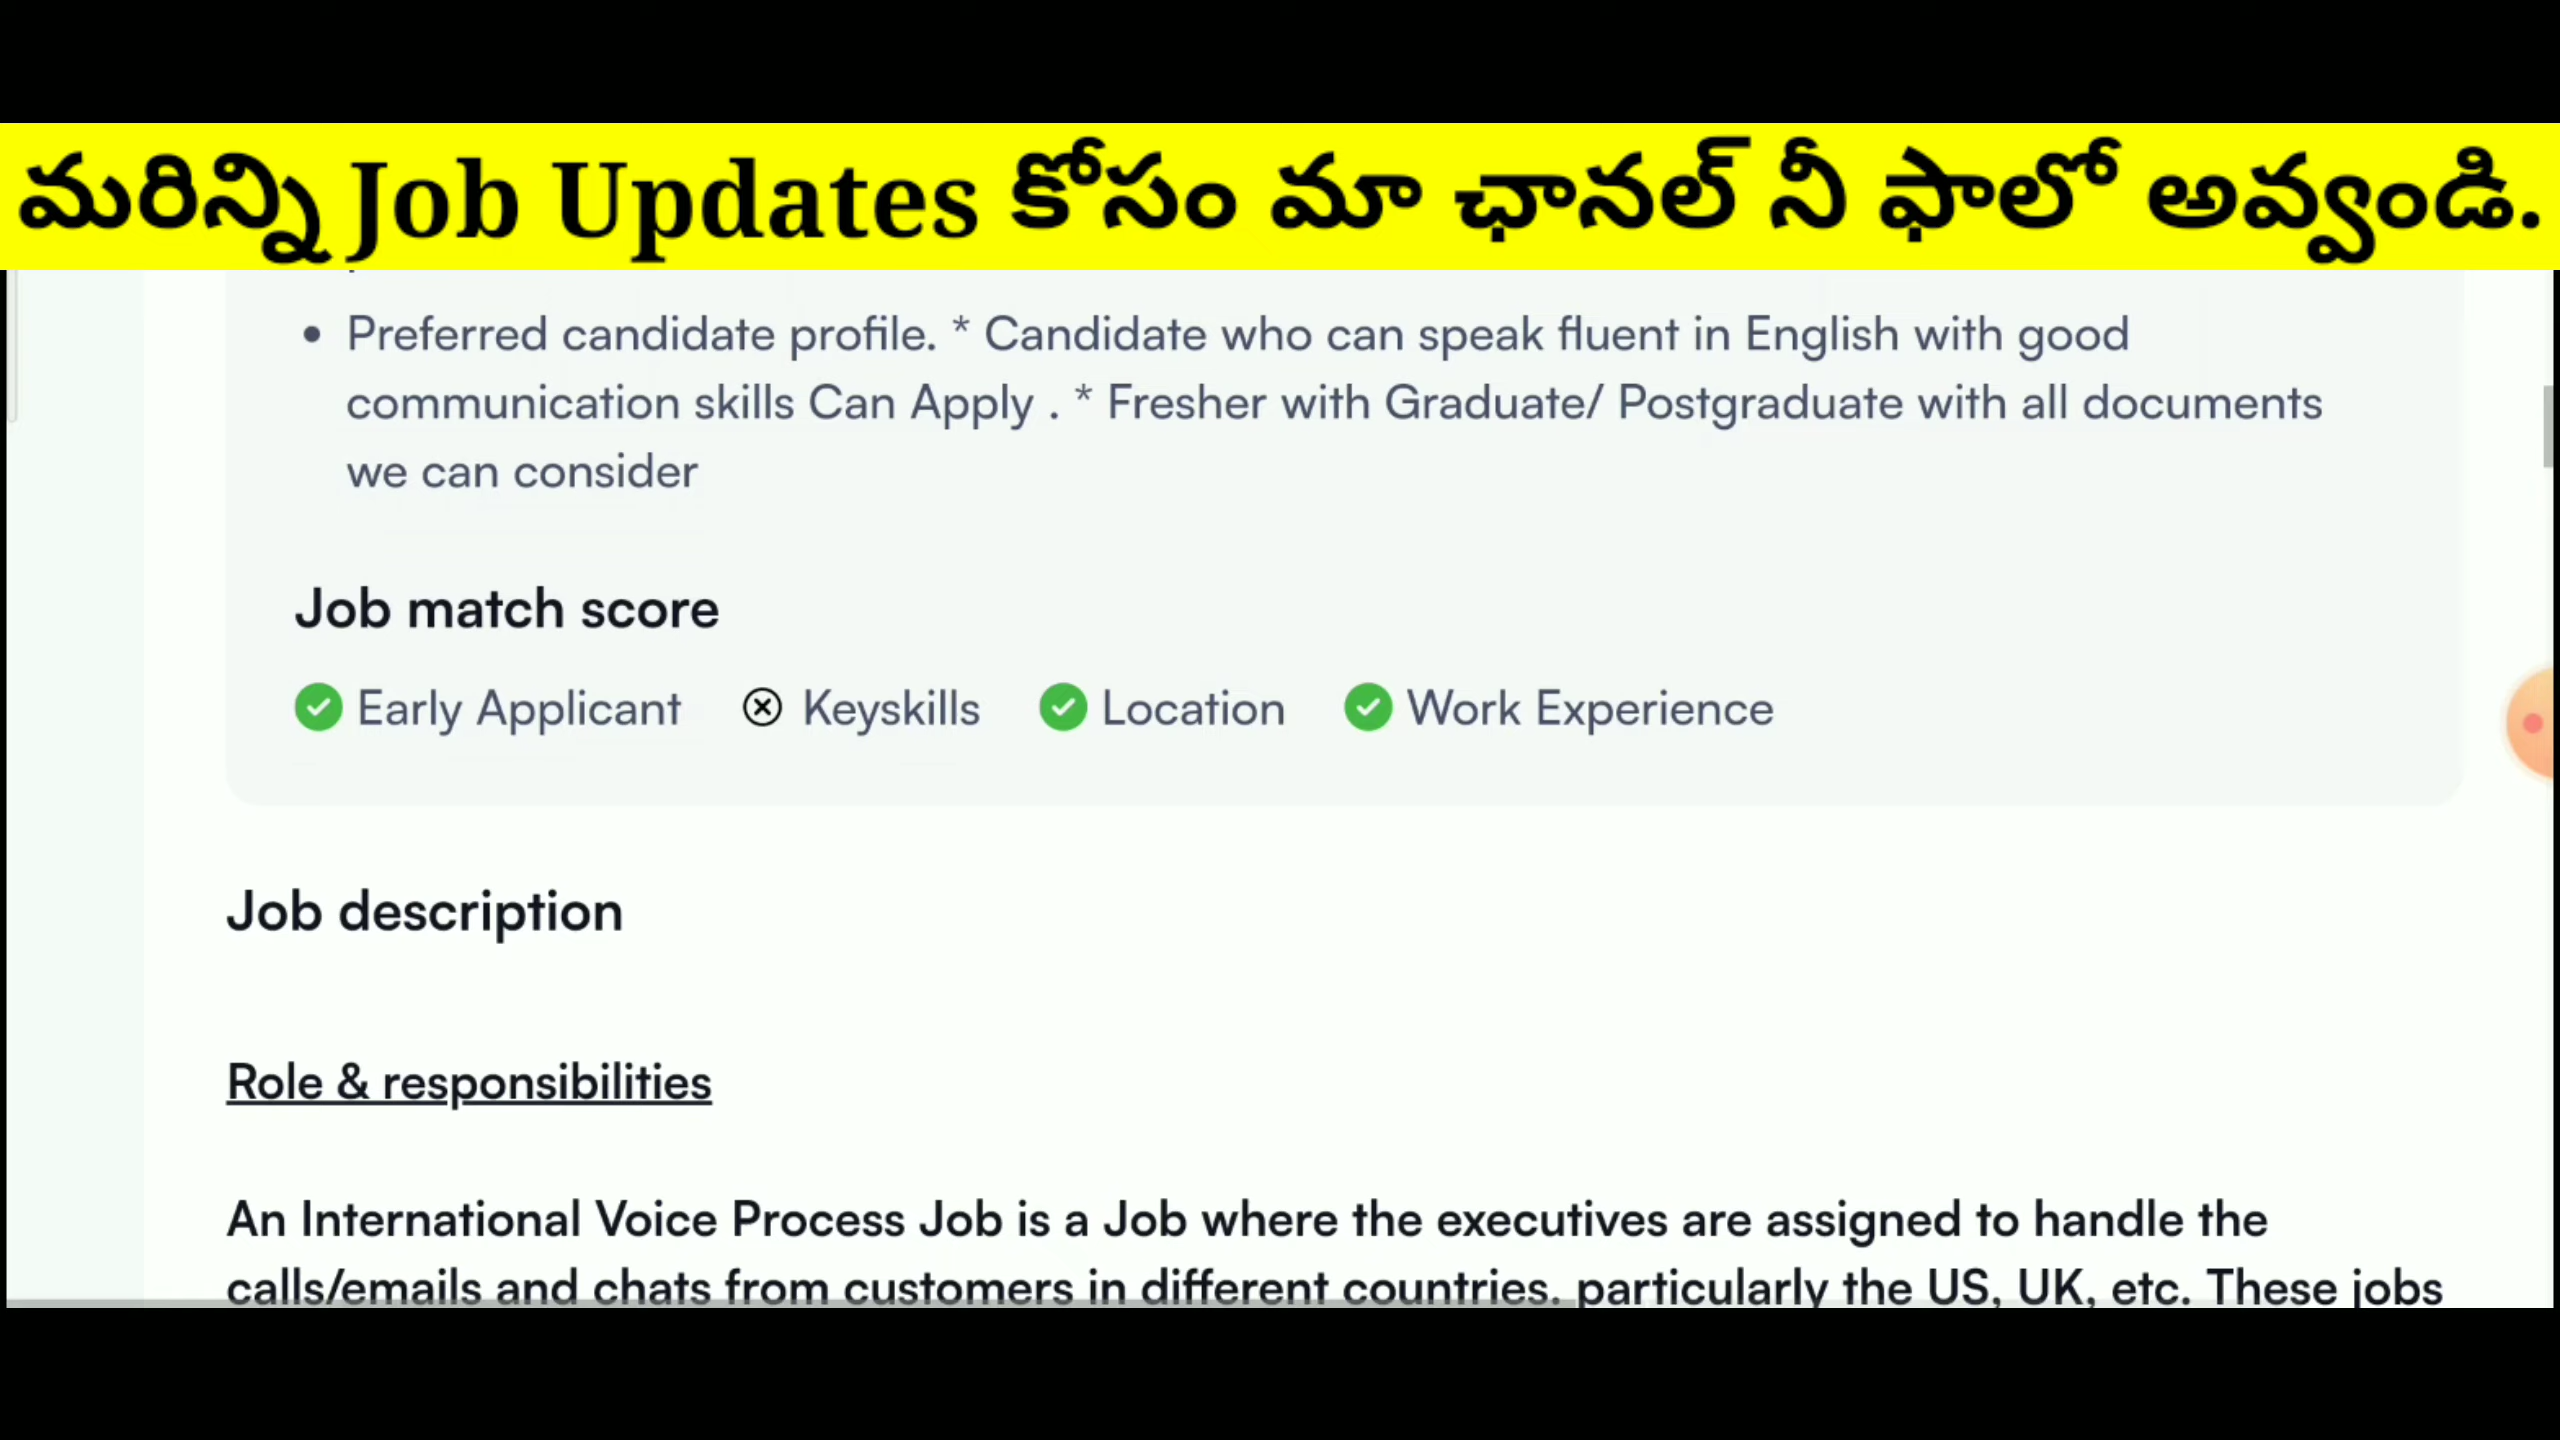 మరిన్ని Job Updates కోసం మా ఛానల్ నీ ఫాలో అవ్వండి.
• Preferred candidate profile. * Candidate who can speak fluent in English with good
communication skills Can Apply . * Fresher with Graduate/ Postgraduate with all documents
we can consider
Job match score
Early Applicant Keyskills Location Work Experience
Job description
Role & responsibilities
An International Voice Process Job is a Job where the executives are assigned to handle the
calls/emails and chats from customers in different countries, particularly the US, UK, etc. These jobs